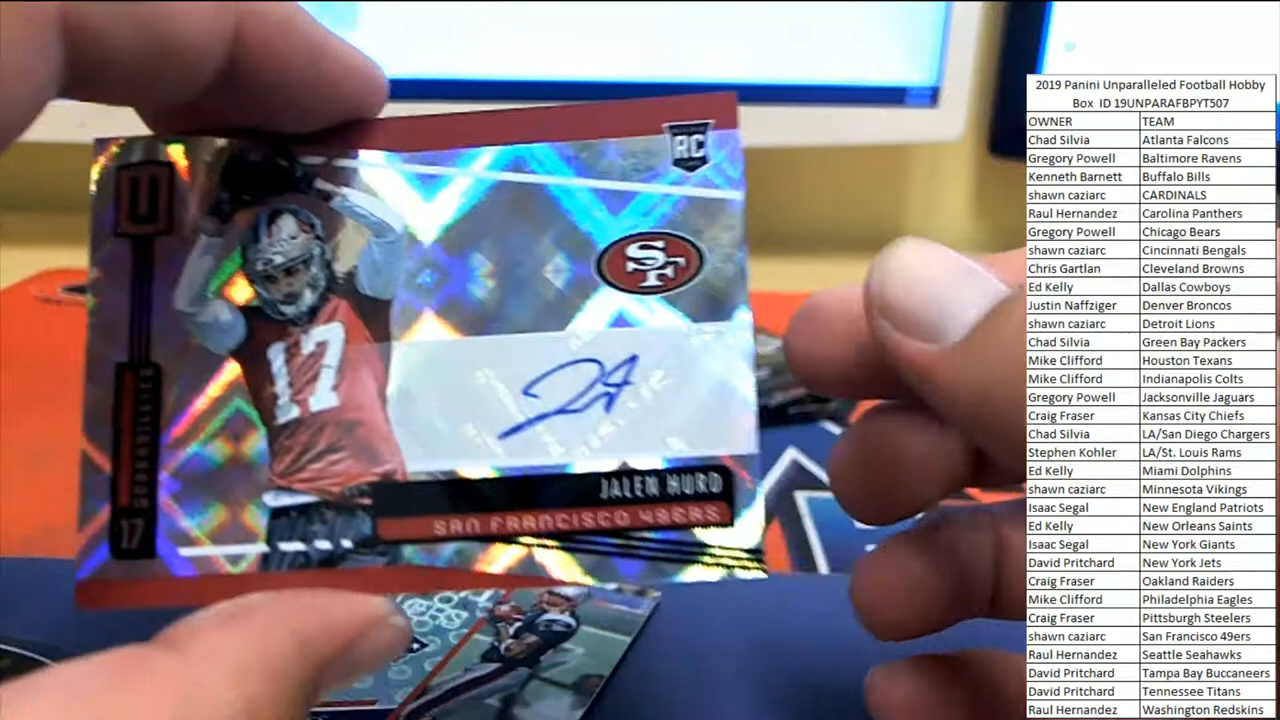 U
RC
SF
17
UNPARALLELED
17
JALEN HURD
SAN FRANCISCO 49ERS
2019 Panini Unparalleled Football Hobby
Box ID 19UNPARAFBPYT507
OWNER TEAM
Chad Silvia Atlanta Falcons
Gregory Powell Baltimore Ravens
Kenneth Barnett Buffalo Bills
shawn caziarc CARDINALS
Raul Hernandez Carolina Panthers
Gregory Powell Chicago Bears
shawn caziarc Cincinnati Bengals
Chris Gartlan Cleveland Browns
Ed Kelly Dallas Cowboys
Justin Naffziger Denver Broncos
shawn caziarc Detroit Lions
Chad Silvia Green Bay Packers
Mike Clifford Houston Texans
Mike Clifford Indianapolis Colts
Gregory Powell Jacksonville Jaguars
Craig Fraser Kansas City Chiefs
Chad Silvia LA/San Diego Chargers
Stephen Kohler LA/St. Louis Rams
Ed Kelly Miami Dolphins
shawn caziarc Minnesota Vikings
Isaac Segal New England Patriots
Ed Kelly New Orleans Saints
Isaac Segal New York Giants
David Pritchard New York Jets
Craig Fraser Oakland Raiders
Mike Clifford Philadelphia Eagles
Craig Fraser Pittsburgh Steelers
shawn caziarc San Francisco 49ers
Raul Hernandez Seattle Seahawks
David Pritchard Tampa Bay Buccaneers
David Pritchard Tennessee Titans
Raul Hernandez Washington Redskins